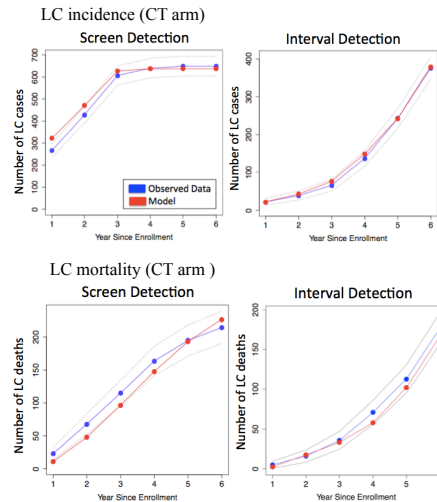 LC incidence (CT arm)
Screen Detection
Interval Detection
Number of LC cases
0 100 200 300 400 500 600 700
Observed Data
Model
1 2 3 4 5 6
Year Since Enrollment
Number of LC cases
0 100 200 300 400
1 2 3 4 5 6
Year Since Enrollment
LC mortality (CT arm )
Screen Detection
Interval Detection
Number of LC deaths
0 50 100 150 200
1 2 3 4 5 6
Year Since Enrollment
Number of LC deaths
0 50 100 150 200
1 2 3 4 5
Year Since Enrollment